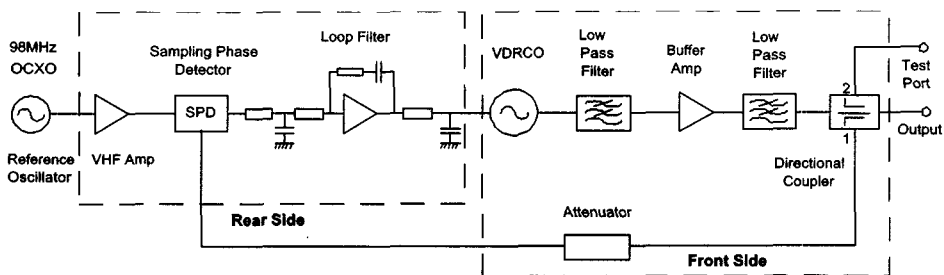 98MHz
OCXO
Reference
Oscillator
VHF Amp
Sampling Phase
Detector
SPD
Loop Filter
Rear Side
VDRCO
Low
Pass
Filter
Buffer
Amp
Low
Pass
Filter
2
1
Directional
Coupler
Test
Port
Output
Attenuator
Front Side